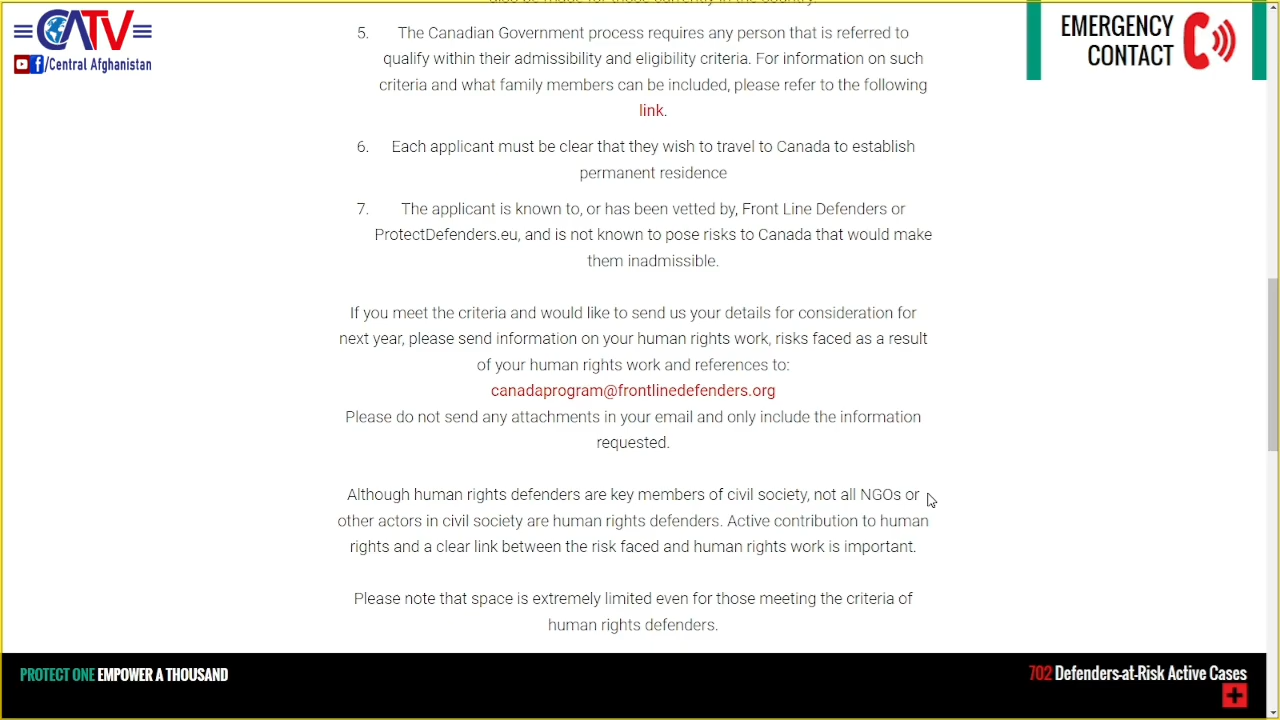 also be made for those currently in the country.
CATV
/Central Afghanistan
EMERGENCY
CONTACT
5. The Canadian Government process requires any person that is referred to
qualify within their admissibility and eligibility criteria. For information on such
criteria and what family members can be included, please refer to the following
link.
6. Each applicant must be clear that they wish to travel to Canada to establish
permanent residence
7. The applicant is known to, or has been vetted by, Front Line Defenders or
ProtectDefenders.eu, and is not known to pose risks to Canada that would make
them inadmissible.
If you meet the criteria and would like to send us your details for consideration for
next year, please send information on your human rights work, risks faced as a result
of your human rights work and references to:
canadaprogram@frontlinedefenders.org
Please do not send any attachments in your email and only include the information
requested.
Although human rights defenders are key members of civil society, not all NGOs or
other actors in civil society are human rights defenders. Active contribution to human
rights and a clear link between the risk faced and human rights work is important.
Please note that space is extremely limited even for those meeting the criteria of
human rights defenders.
PROTECT ONE EMPOWER A THOUSAND
702 Defenders-at-Risk Active Cases